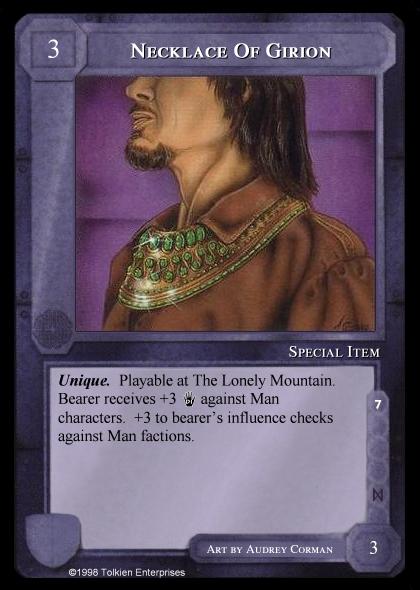 3
NECKLACE OF GIRION
SPECIAL ITEM
Unique. Playable at The Lonely Mountain.
Bearer receives +3 against Man
characters. +3 to bearer's influence checks
against Man factions.
7
ART BY AUDREY CORMAN
3
©1998 Tolkien Enterprises